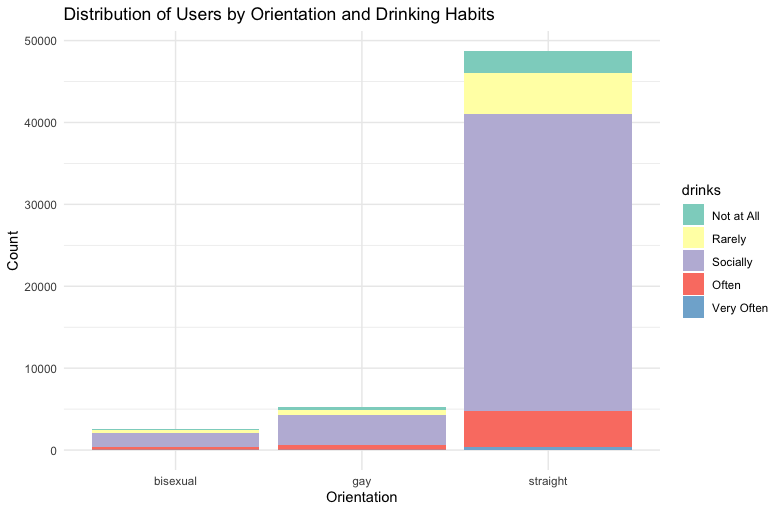 Distribution of Users by Orientation and Drinking Habits
50000
40000
30000
20000
10000
0
Count
bisexual
gay
straight
Orientation
drinks
Not at All
Rarely
Socially
Often
Very Often